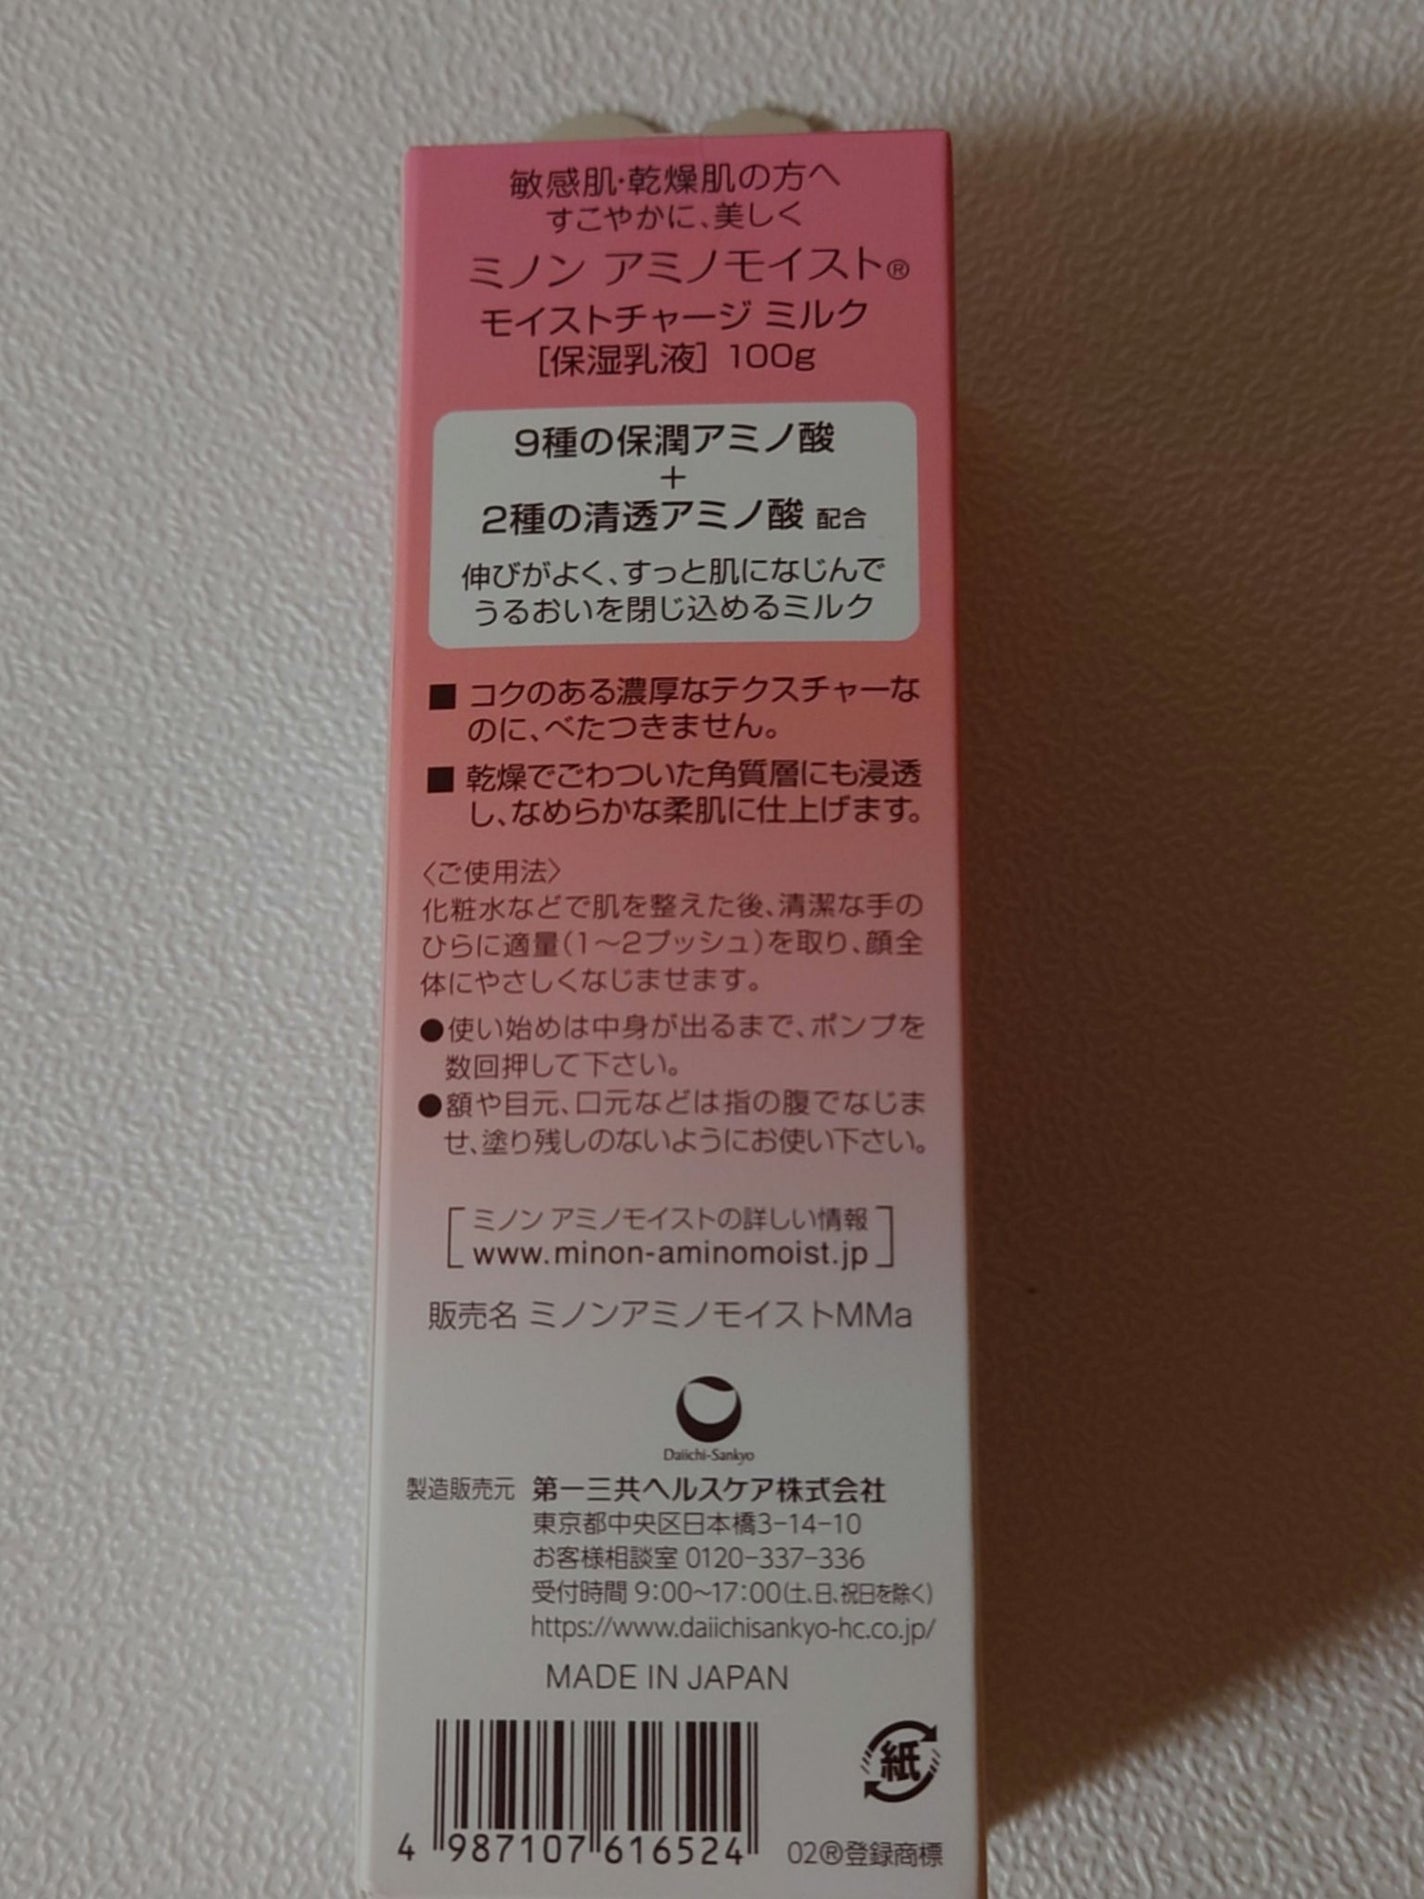 敏感肌・乾燥肌の方へ
すこやかに、美しく
ミノン アミノモイスト®
モイストチャージ ミルク
［保湿乳液］ 100g
9種の保潤アミノ酸
＋
2種の清透アミノ酸 配合
伸びがよく、すっと肌になじんで
うるおいを閉じ込めるミルク
■ コクのある濃厚なテクスチャーな
のに、べたつきません。
■ 乾燥でごわついた角質層にも浸透
し、なめらかな柔肌に仕上げます。
〈ご使用法〉
化粧水などで肌を整えた後、清潔な手の
ひらに適量（1〜2プッシュ）を取り、顔全
体にやさしくなじませます。
●使い始めは中身が出るまで、ポンプを
数回押して下さい。
●額や目元、口元などは指の腹でなじま
せ、塗り残しのないようにお使い下さい。
ミノン アミノモイストの詳しい情報
www.minon-aminomoist.jp
販売名 ミノンアミノモイストMMa
Daiichi-Sankyo
製造販売元 第一三共ヘルスケア株式会社
東京都中央区日本橋3-14-10
お客様相談室 0120-337-336
受付時間 9:00〜17:00（土、日、祝日を除く）
https://www.daiichisankyo-hc.co.jp/
MADE IN JAPAN
紙
4 987107 616524
02®登録商標